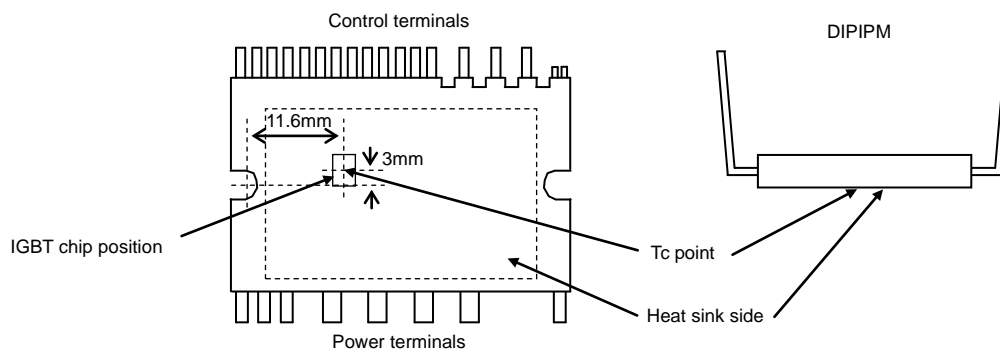 Control terminals
DIPIPM
11.6mm
3mm
IGBT chip position
Tc point
Heat sink side
Power terminals